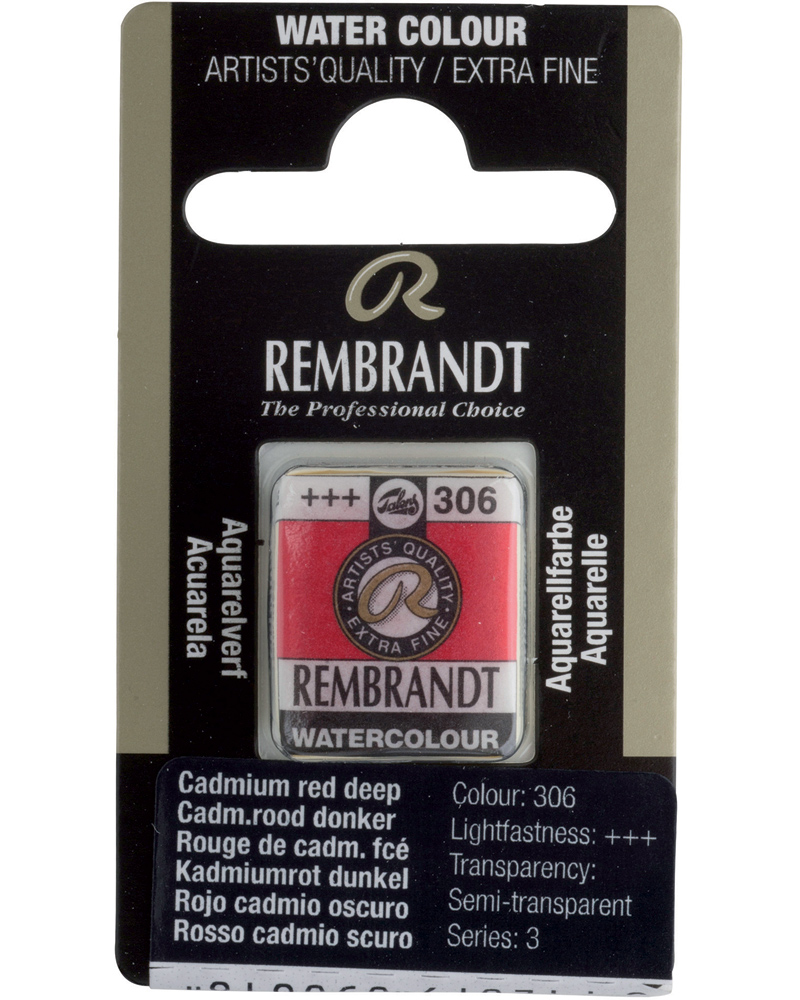 WATER COLOUR
ARTISTS' QUALITY / EXTRA FINE
R
REMBRANDT
The Professional Choice
+++ Talens 306
ARTISTS' QUALITY
R
EXTRA FINE
REMBRANDT
WATERCOLOUR
Aquarelverf
Acuarela
Aquarellfarbe
Aquarelle
Cadmium red deep
Cadm.rood donker
Rouge de cadm. fcé
Kadmiumrot dunkel
Rojo cadmio oscuro
Rosso cadmio scuro
Colour: 306
Lightfastness: +++
Transparency:
Semi-transparent
Series: 3